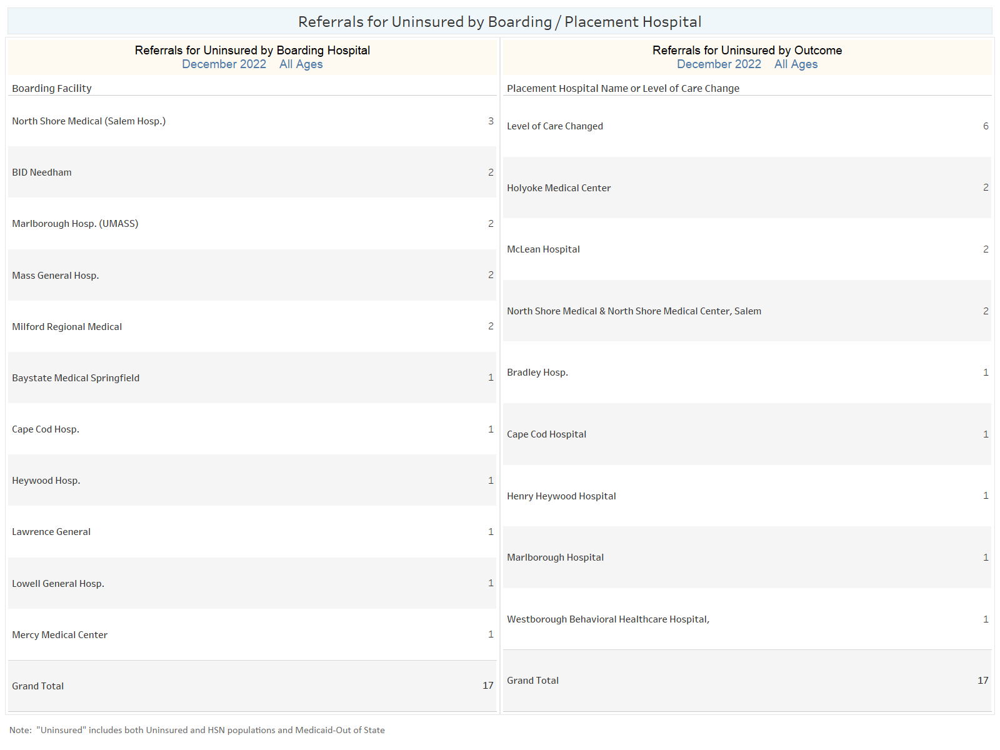 Referrals for Uninsured by Boarding / Placement Hospital
Referrals for Uninsured by Boarding Hospital
December 2022 All Ages
Boarding Facility
North Shore Medical (Salem Hosp.) 3
BID Needham 2
Marlborough Hosp. (UMASS) 2
Mass General Hosp. 2
Milford Regional Medical 2
Baystate Medical Springfield 1
Cape Cod Hosp. 1
Heywood Hosp. 1
Lawrence General 1
Lowell General Hosp. 1
Mercy Medical Center 1
Grand Total 17
Referrals for Uninsured by Outcome
December 2022 All Ages
Placement Hospital Name or Level of Care Change
Level of Care Changed 6
Holyoke Medical Center 2
McLean Hospital 2
North Shore Medical & North Shore Medical Center, Salem 2
Bradley Hosp. 1
Cape Cod Hospital 1
Henry Heywood Hospital 1
Marlborough Hospital 1
Westborough Behavioral Healthcare Hospital, 1
Grand Total 17
Note: "Uninsured" includes both Uninsured and HSN populations and Medicaid-Out of State